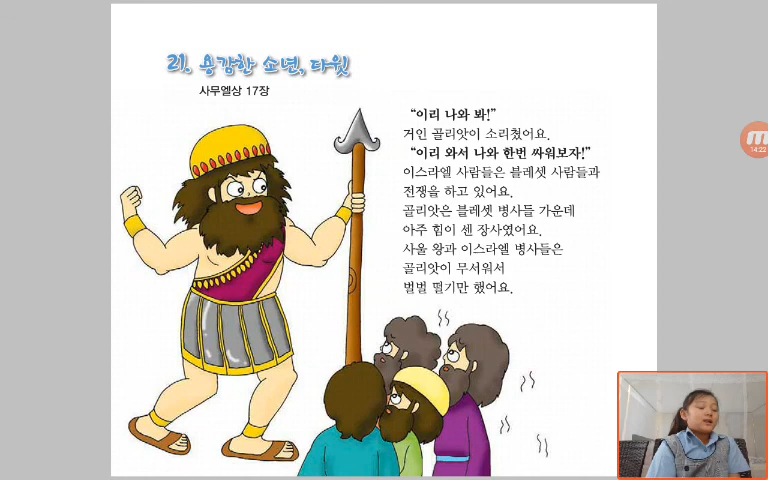 21. 용감한 소년, 다윗
사무엘상 17장
“이리 나와 봐!”
거인 골리앗이 소리쳤어요.
“이리 와서 나와 한번 싸워보자!”
이스라엘 사람들은 블레셋 사람들과
전쟁을 하고 있어요.
골리앗은 블레셋 병사들 가운데
아주 힘이 센 장사였어요.
사울 왕과 이스라엘 병사들은
골리앗이 무서워서
벌벌 떨기만 했어요.
14:22